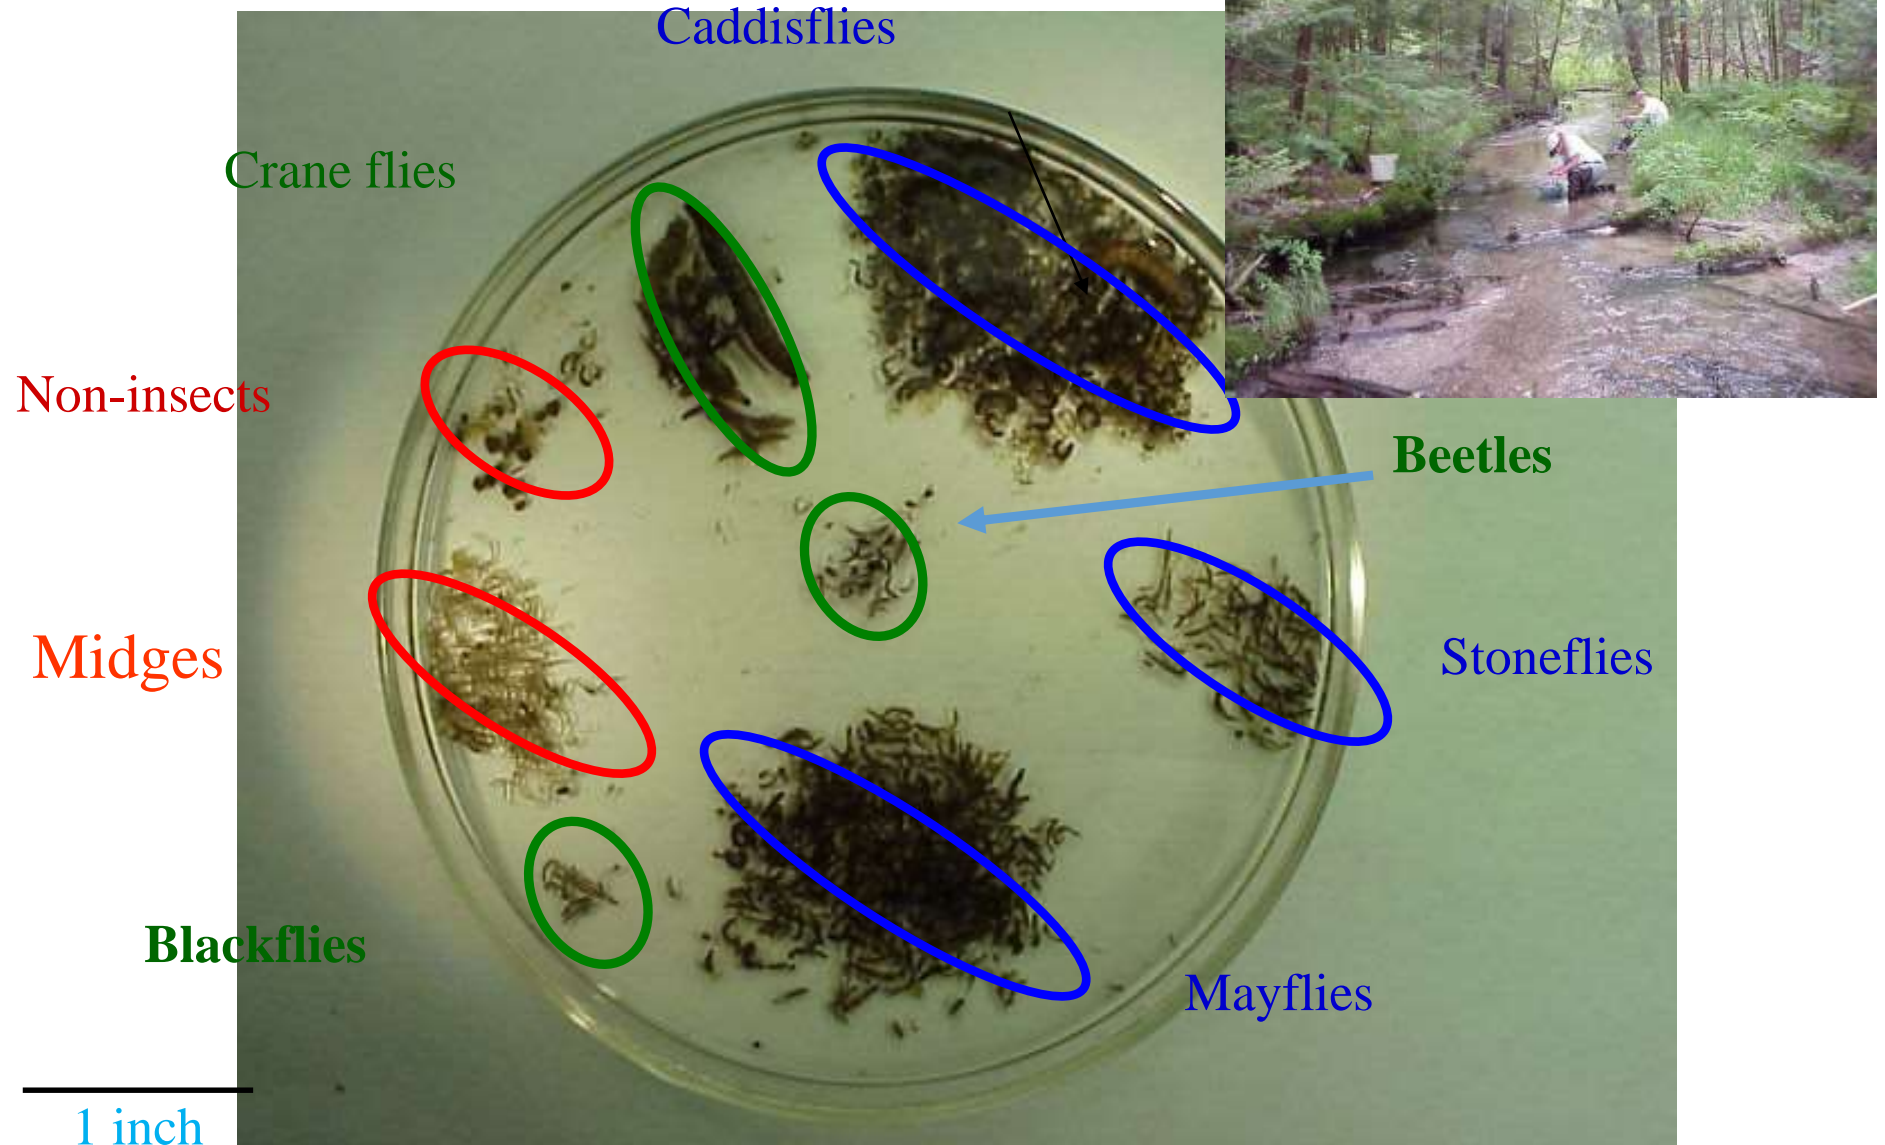 Caddisflies
Crane flies
Non-insects
Beetles
Midges
Stoneflies
Blackflies
Mayflies
1 inch